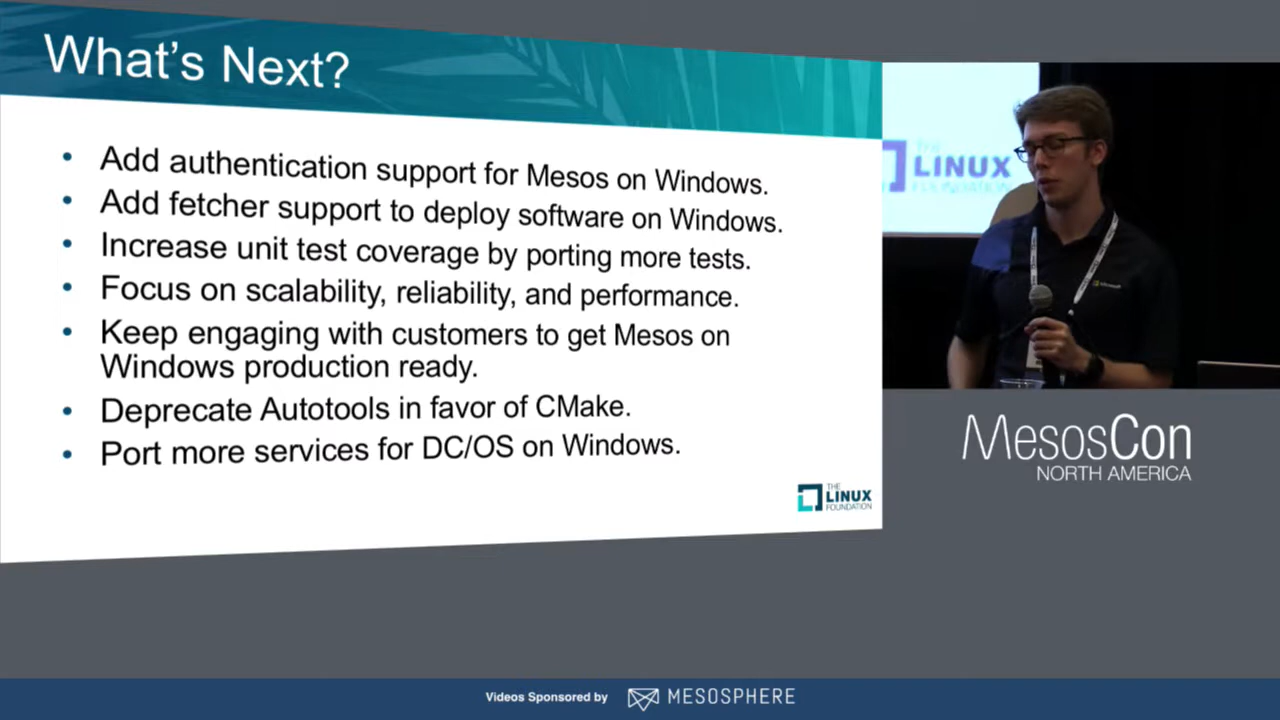 What's Next?
• Add authentication support for Mesos on Windows.
• Add fetcher support to deploy software on Windows.
• Increase unit test coverage by porting more tests.
• Focus on scalability, reliability, and performance.
• Keep engaging with customers to get Mesos on
Windows production ready.
• Deprecate Autotools in favor of CMake.
• Port more services for DC/OS on Windows.
THE
LINUX
FOUNDATION
THE
LINUX
FOUNDATION
Microsoft
MesosCon
NORTH AMERICA
Videos Sponsored by MESOSPHERE